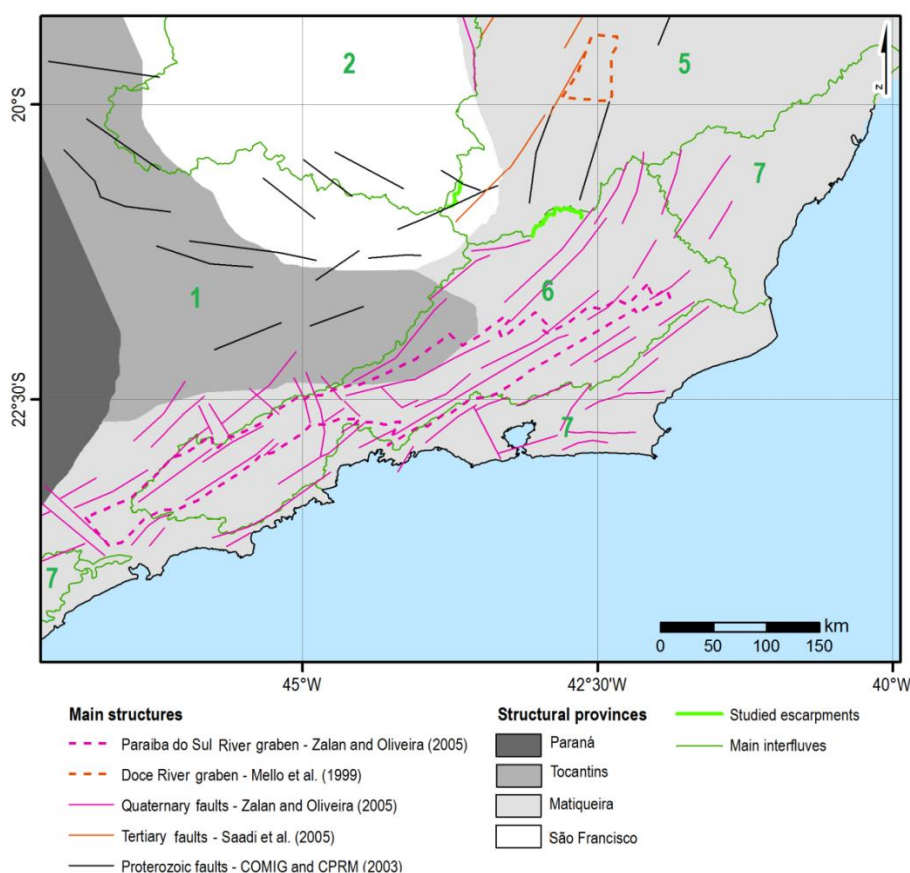 2
5
20°S
7
1
6
22°30'S
7
7
km
0 50 100 150
45°W 42°30'W 40°W
N
Main structures
Paraiba do Sul River graben - Zalan and Oliveira (2005)
Doce River graben - Mello et al. (1999)
Quaternary faults - Zalan and Oliveira (2005)
Tertiary faults - Saadi et al. (2005)
Proterozoic faults - COMIG and CPRM (2003)
Structural provinces
Paraná
Tocantins
Matiqueira
São Francisco
Studied escarpments
Main interfluves